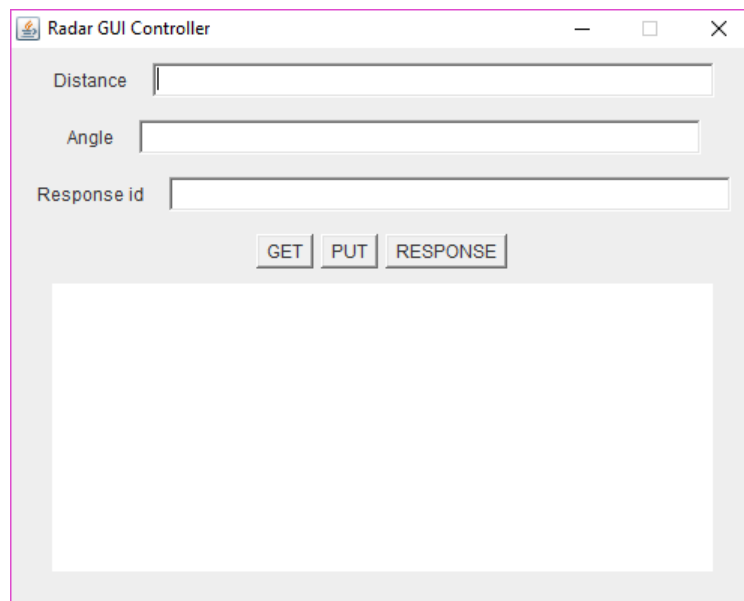 Radar GUI Controller
Distance
Angle
Response id
GET PUT RESPONSE